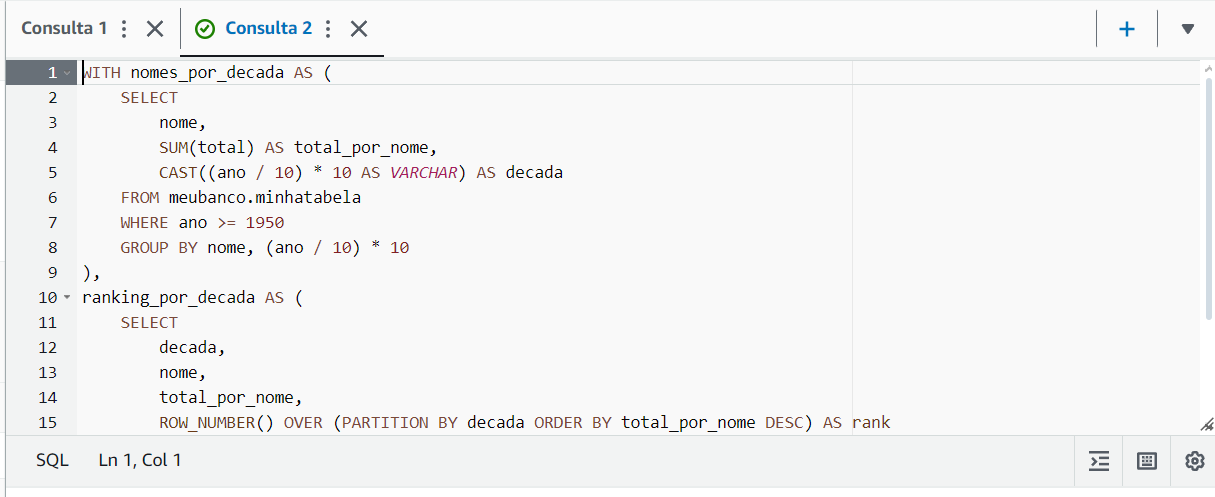 Consulta 1 Consulta 2
1 WITH nomes_por_decada AS (
2 SELECT
3 nome,
4 SUM(total) AS total_por_nome,
5 CAST((ano / 10) * 10 AS VARCHAR) AS decada
6 FROM meubanco.minhatabela
7 WHERE ano >= 1950
8 GROUP BY nome, (ano / 10) * 10
9 ),
10 ranking_por_decada AS (
11 SELECT
12 decada,
13 nome,
14 total_por_nome,
15 ROW_NUMBER() OVER (PARTITION BY decada ORDER BY total_por_nome DESC) AS rank
SQL Ln 1, Col 1